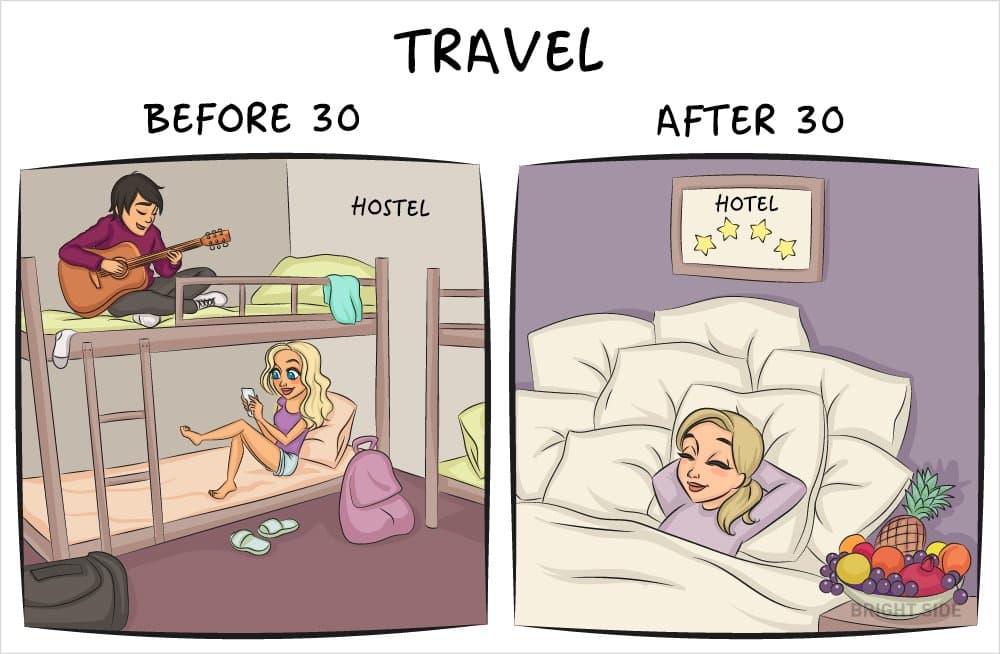 TRAVEL
BEFORE 30
AFTER 30
HOSTEL
HOTEL
BRIGHT SIDE